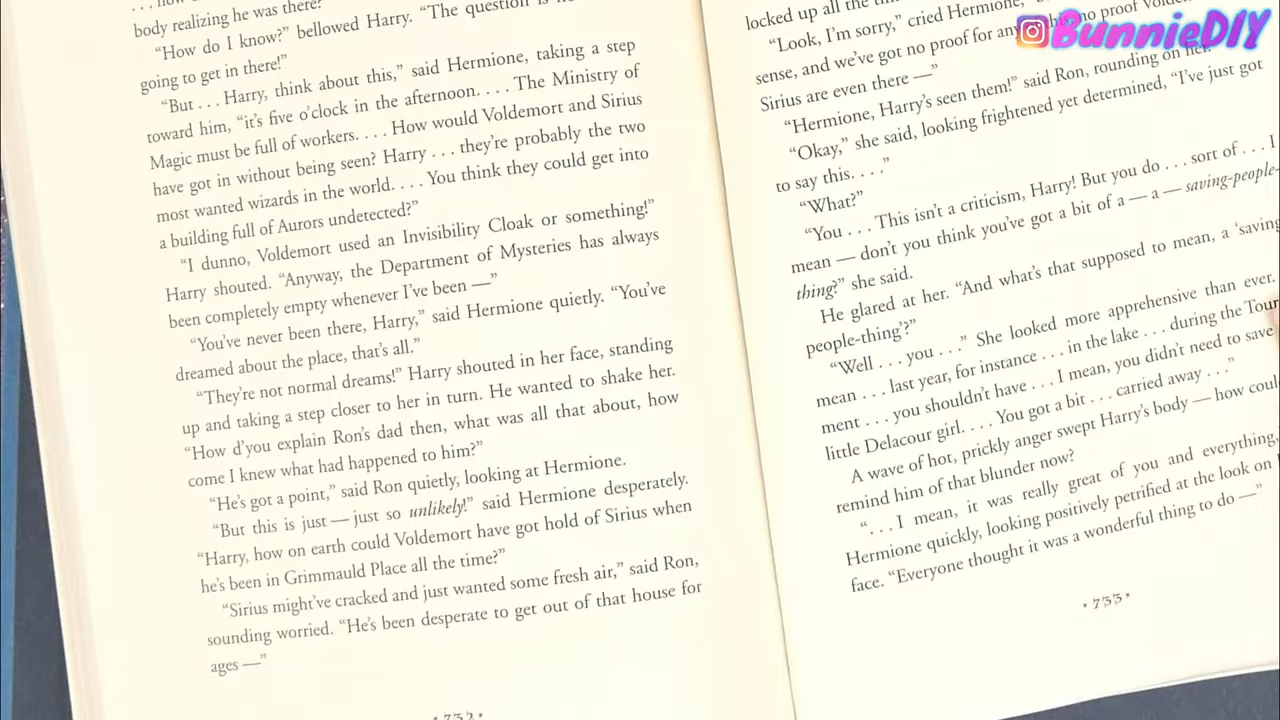 body realizing he was there?
“How do I know?” bellowed Harry. “The question is
going to get in there!”
“But . . . Harry, think about this,” said Hermione, taking a step
toward him, “it’s five o’clock in the afternoon. . . . The Ministry of
Magic must be full of workers. . . . How would Voldemort and Sirius
have got in without being seen? Harry . . . they’re probably the two
most wanted wizards in the world. . . . You think they could get into
a building full of Aurors undetected?”
“I dunno, Voldemort used an Invisibility Cloak or something!”
Harry shouted. “Anyway, the Department of Mysteries has always
been completely empty whenever I’ve been —”
“You’ve never been there, Harry,” said Hermione quietly. “You’ve
dreamed about the place, that’s all.”
“They’re not normal dreams!” Harry shouted in her face, standing
up and taking a step closer to her in turn. He wanted to shake her.
“How d’you explain Ron’s dad then, what was all that about, how
come I knew what had happened to him?”
“He’s got a point,” said Ron quietly, looking at Hermione.
“But this is just — just so unlikely!” said Hermione desperately.
“Harry, how on earth could Voldemort have got hold of Sirius when
he’s been in Grimmauld Place all the time?”
“Sirius might’ve cracked and just wanted some fresh air,” said Ron,
sounding worried. “He’s been desperate to get out of that house for
ages —”
• 732 •
locked up all the
“Look, I’m sorry,” cried Hermione,
sense, and we’ve got no proof for any this, no proof
Sirius are even there —”
“Hermione, Harry’s seen them!” said Ron, rounding on her.
“Okay,” she said, looking frightened yet determined, “I’ve just got
to say this. . . .”
“What?”
“You . . . This isn’t a criticism, Harry! But you do . . . sort of . . . I
mean — don’t you think you’ve got a bit of a — a — saving-people-
thing?” she said.
He glared at her. “And what’s that supposed to mean, a ‘saving
people-thing’?”
“Well . . . you . . .” She looked more apprehensive than ever.
mean . . . last year, for instance . . . in the lake . . . during the Tour
ment . . . you shouldn’t have . . . I mean, you didn’t need to save
little Delacour girl. . . . You got a bit . . . carried away . . .”
A wave of hot, prickly anger swept Harry’s body — how coul
remind him of that blunder now?
“. . . I mean, it was really great of you and everything,
Hermione quickly, looking positively petrified at the look on
face. “Everyone thought it was a wonderful thing to do —”
• 733 •
BunnieDIY